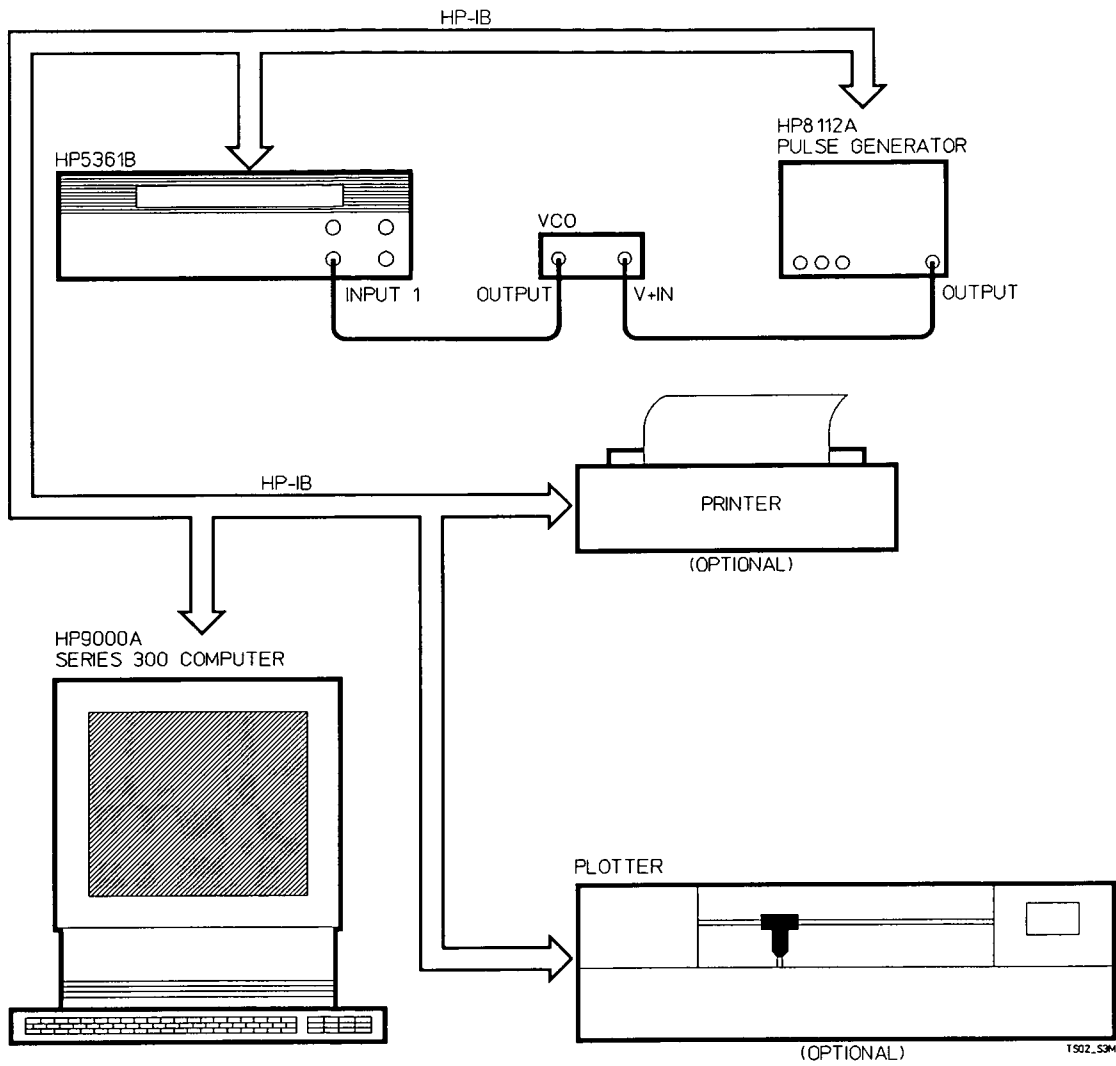 HP-IB
HP8112A
PULSE GENERATOR
HP5361B
VCO
INPUT 1
OUTPUT
V+IN
OUTPUT
HP-IB
PRINTER
(OPTIONAL)
HP9000A
SERIES 300 COMPUTER
PLOTTER
(OPTIONAL)
TS02_S3M